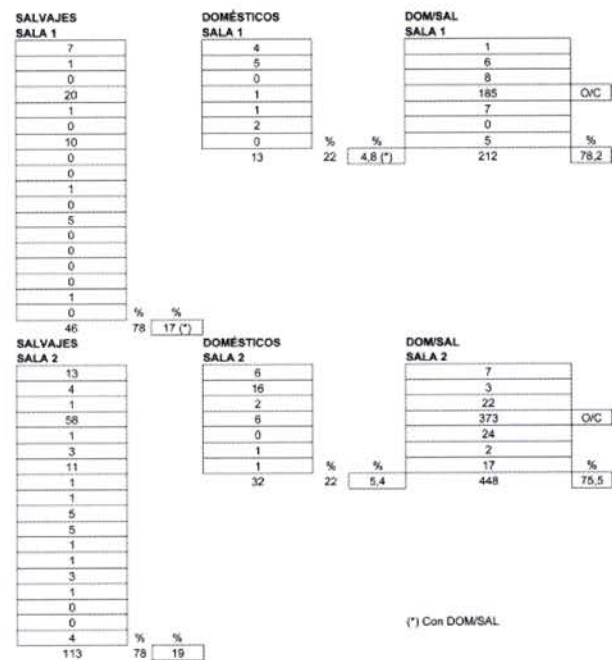 SALVAJES DOMÉSTICOS DOM/SAL
SALA 1 SALA 1 SALA 1
7 4 1
1 5 6
0 0 8
20 1 185 O/C
1 1 7
0 2 0
10 0 % % 5 %
0 13 22 4,8 (*) 212 78,2
0
1
0
5
0
0
0
0
1
0 % %
46 78 17 (*)
SALVAJES DOMÉSTICOS DOM/SAL
SALA 2 SALA 2 SALA 2
13 6 7
4 16 3
1 2 22
58 6 373 O/C
1 0 24
3 1 2
11 1 % % 17 %
1 32 22 5,4 448 75,5
1
5
5
1
1
3
1
0
0 (*) Con DOM/SAL
4 % %
113 78 19